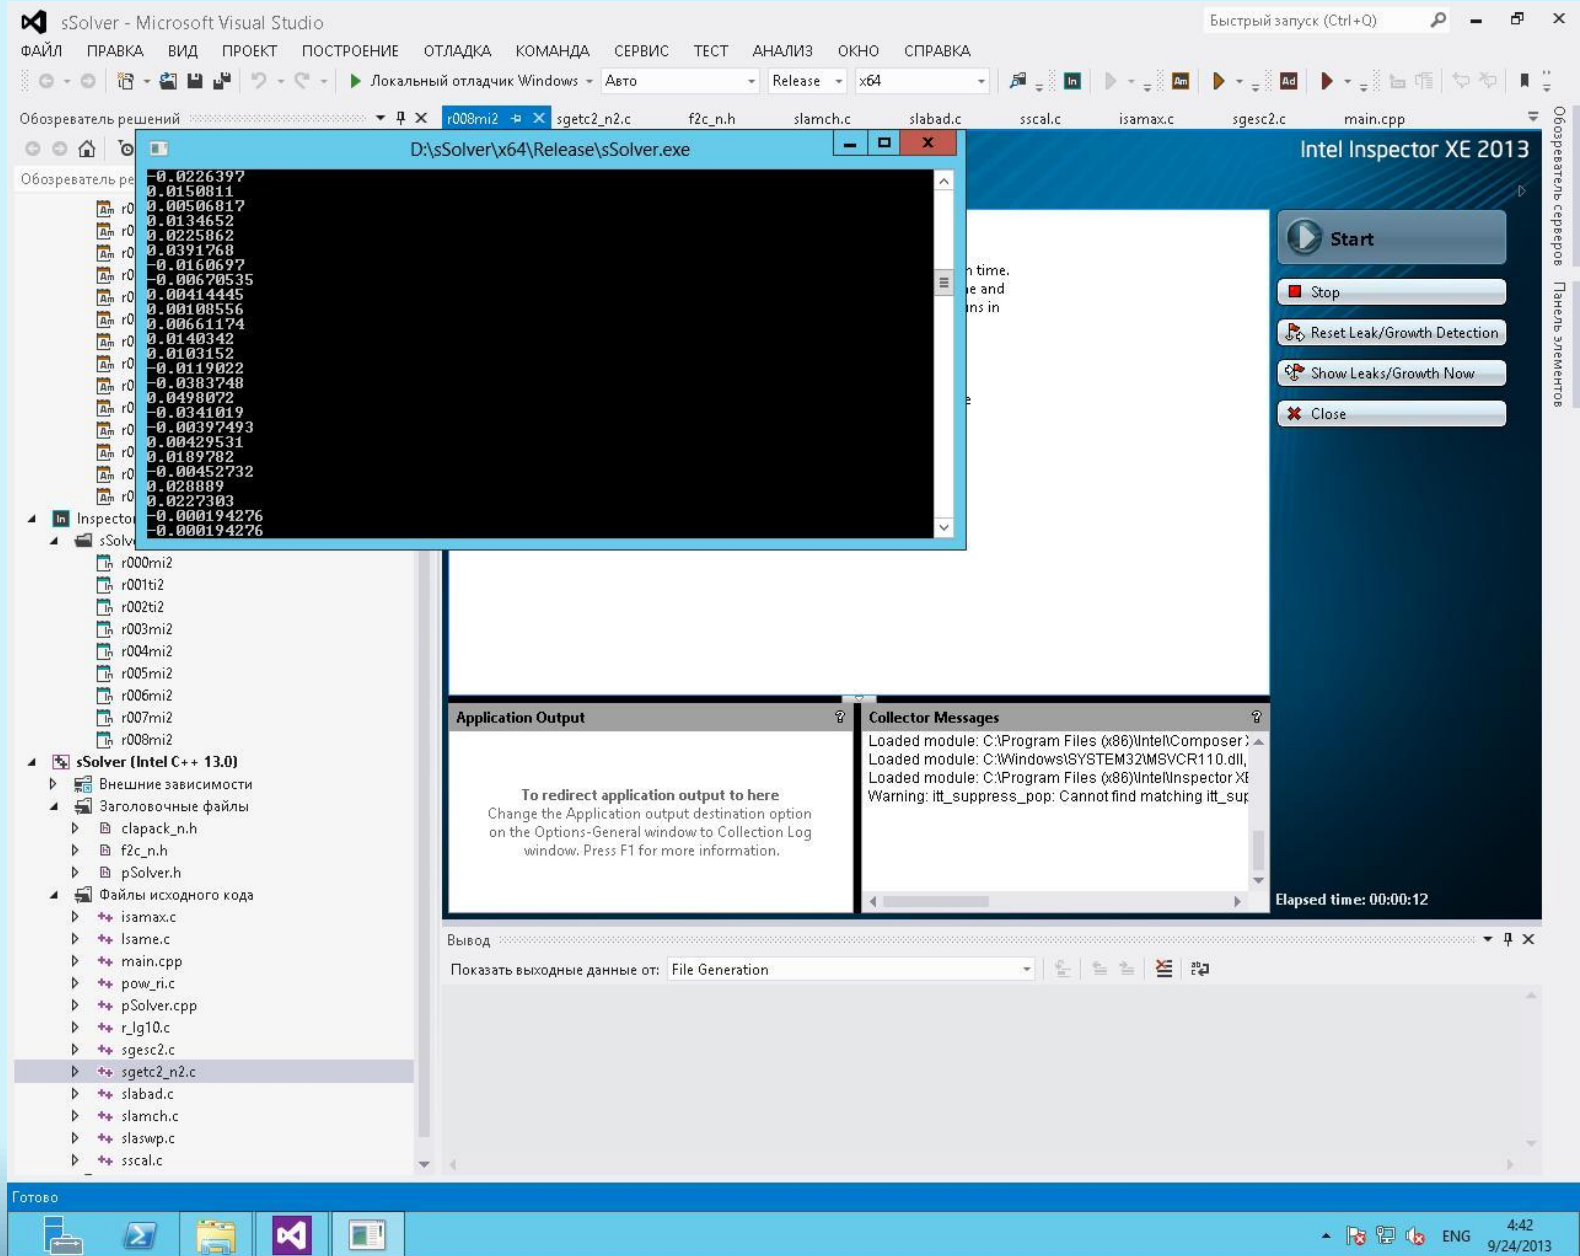 sSolver - Microsoft Visual Studio
Быстрый запуск (Ctrl+Q)
ФАЙЛ ПРАВКА ВИД ПРОЕКТ ПОСТРОЕНИЕ ОТЛАДКА КОМАНДА СЕРВИС ТЕСТ АНАЛИЗ ОКНО СПРАВКА
Локальный отладчик Windows Авто Release x64
Обозреватель решений
r008mi2 sgetc2_n2.c f2c_n.h slamch.c slabad.c sscal.c isamax.c sgesc2.c main.cpp
Обозреватель серверов
Панель элементов
D:\sSolver\x64\Release\sSolver.exe
Intel Inspector XE 2013
-0.0226397
0.0150811
0.00506817
0.0134652
0.0225862
0.0391768
-0.0160697
-0.00670535
0.00414445
0.00108556
0.00661174
0.0140342
0.0103152
-0.0119022
-0.0383748
0.0498072
-0.0341019
-0.00397493
0.00429531
0.0189782
-0.00452732
0.028889
0.0227303
-0.000194276
-0.000194276
Start
Stop
Reset Leak/Growth Detection
Show Leaks/Growth Now
Close
n time.
and
in
sSolv
r000mi2
r001ti2
r002ti2
r003mi2
r004mi2
r005mi2
r006mi2
r007mi2
r008mi2
sSolver (Intel C++ 13.0)
Внешние зависимости
Заголовочные файлы
clapack_n.h
f2c_n.h
pSolver.h
Файлы исходного кода
isamax.c
lsame.c
main.cpp
pow_ri.c
pSolver.cpp
r_lg10.c
sgesc2.c
sgetc2_n2.c
slabad.c
slamch.c
slaswp.c
sscal.c
Application Output
To redirect application output to here
Change the Application output destination option
on the Options-General window to Collection Log
window. Press F1 for more information.
Collector Messages
Loaded module: C:\Program Files (x86)\Intel\Composer
Loaded module: C:\Windows\SYSTEM32\MSVCR110.dll,
Loaded module: C:\Program Files (x86)\Intel\Inspector XE
Warning: itt_suppress_pop: Cannot find matching itt_sup
Elapsed time: 00:00:12
Вывод
Показать выходные данные от: File Generation
Готово
ENG
4:42
9/24/2013